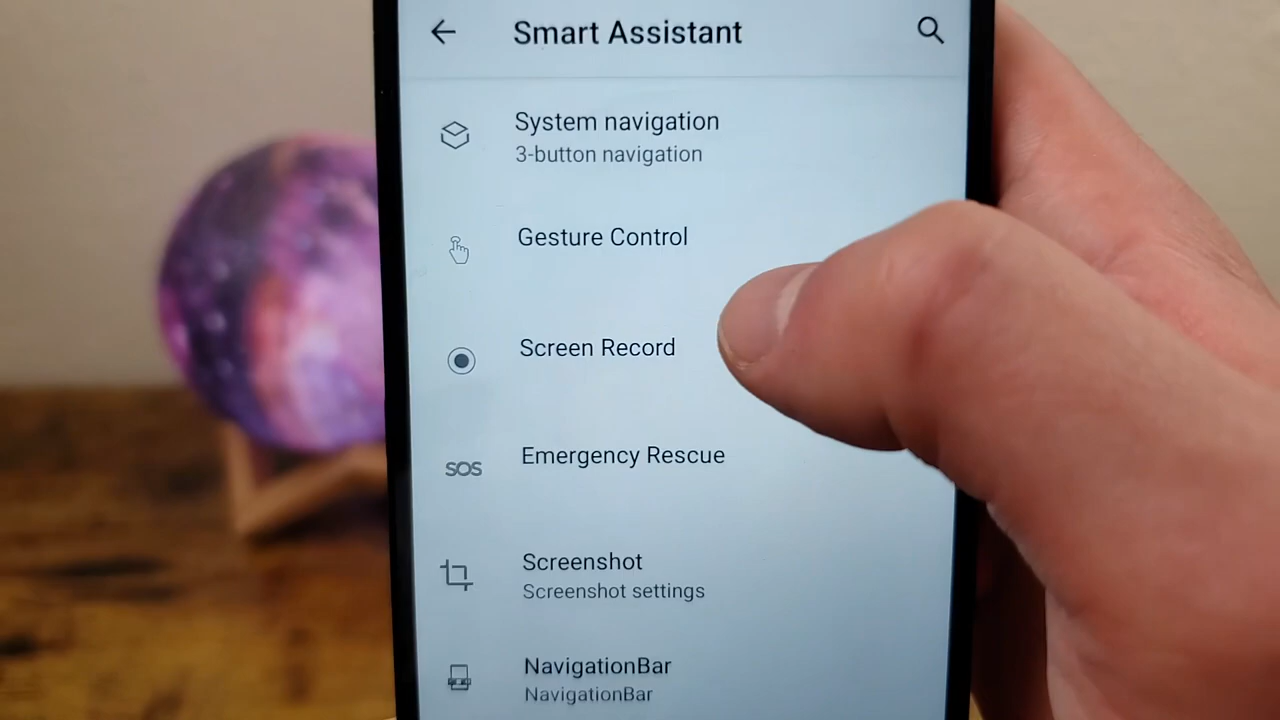 Smart Assistant
System navigation
3-button navigation
Gesture Control
Screen Record
SOS
Emergency Rescue
Screenshot
Screenshot settings
NavigationBar
NavigationBar